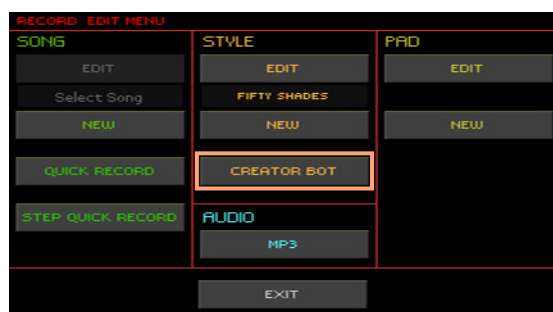 RECORD EDIT MENU
SONG
EDIT
Select Song
NEW
QUICK RECORD
STEP QUICK RECORD
STYLE
EDIT
FIFTY SHADES
NEW
CREATOR BOT
AUDIO
MP3
PAD
EDIT
NEW
EXIT